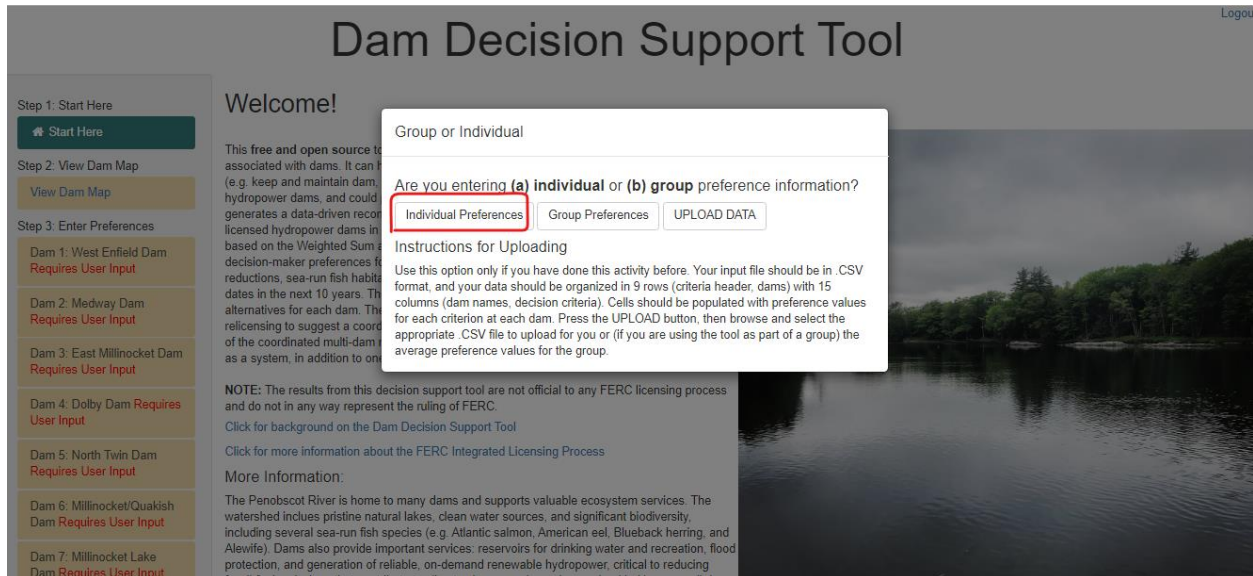 Logou
Dam Decision Support Tool
Step 1: Start Here
Start Here
Step 2: View Dam Map
View Dam Map
Step 3: Enter Preferences
Dam 1: West Enfield Dam
Requires User Input
Dam 2: Medway Dam
Requires User Input
Dam 3: East Millinocket Dam
Requires User Input
Dam 4: Dolby Dam Requires
User Input
Dam 5: North Twin Dam
Requires User Input
Dam 6: Millinocket/Quakish
Dam Requires User Input
Dam 7: Millinocket Lake
Dam Requires User Input
Welcome!
This free and open source to
associated with dams. It can h
(e.g. keep and maintain dam,
hydropower dams, and could
generates a data-driven recor
licensed hydropower dams in
based on the Weighted Sum a
decision-maker preferences fo
reductions, sea-run fish habita
dates in the next 10 years. Th
alternatives for each dam. The
relicensing to suggest a coord
of the coordinated multi-dam r
as a system, in addition to one
NOTE: The results from this decision support tool are not official to any FERC licensing process
and do not in any way represent the ruling of FERC.
Click for background on the Dam Decision Support Tool
Click for more information about the FERC Integrated Licensing Process
More Information:
The Penobscot River is home to many dams and supports valuable ecosystem services. The
watershed inclues pristine natural lakes, clean water sources, and significant biodiversity,
including several sea-run fish species (e.g. Atlantic salmon, American eel, Blueback herring, and
Alewife). Dams also provide important services: reservoirs for drinking water and recreation, flood
protection, and generation of reliable, on-demand renewable hydropower, critical to reducing
Group or Individual
Are you entering (a) individual or (b) group preference information?
Individual Preferences Group Preferences UPLOAD DATA
Instructions for Uploading
Use this option only if you have done this activity before. Your input file should be in .CSV
format, and your data should be organized in 9 rows (criteria header, dams) with 15
columns (dam names, decision criteria). Cells should be populated with preference values
for each criterion at each dam. Press the UPLOAD button, then browse and select the
appropriate .CSV file to upload for you or (if you are using the tool as part of a group) the
average preference values for the group.